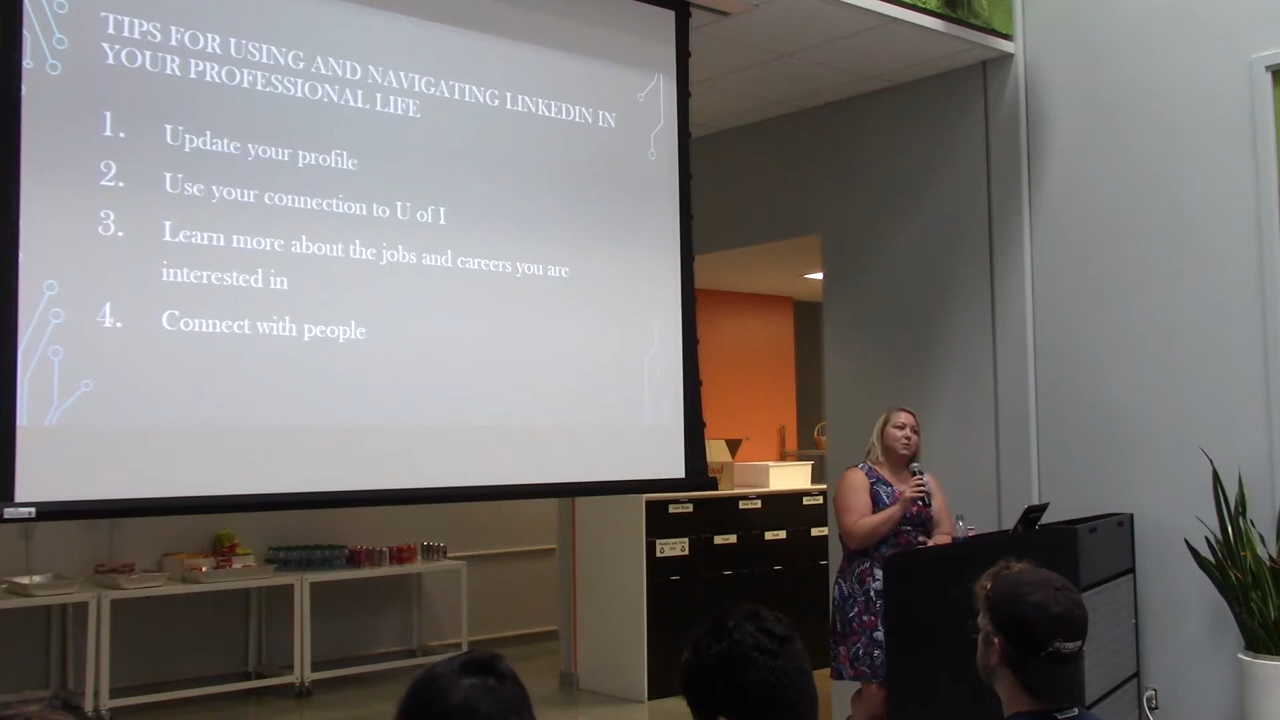 TIPS FOR USING AND NAVIGATING LINKEDIN IN
YOUR PROFESSIONAL LIFE
1. Update your profile
2. Use your connection to U of I
3. Learn more about the jobs and careers you are
interested in
4. Connect with people